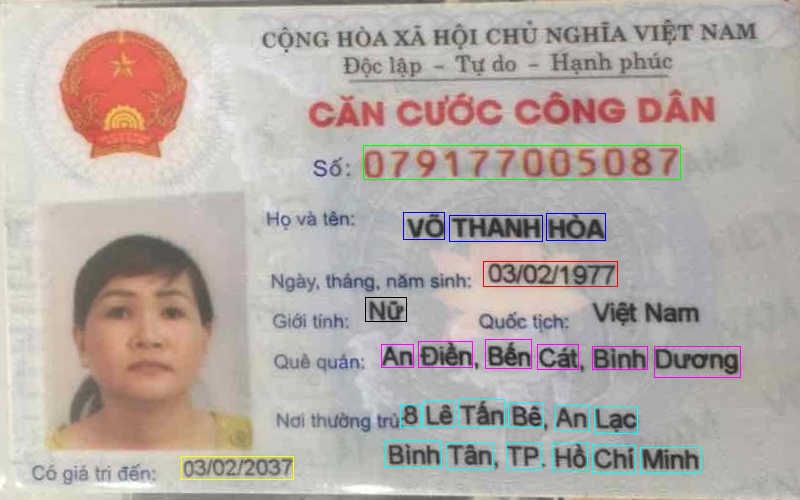 CỘNG HÒA XÃ HỘI CHỦ NGHĨA VIỆT NAM
Độc lập - Tự do - Hạnh phúc
CĂN CƯỚC CÔNG DÂN
Số: 079177005087
Họ và tên: VÕ THANH HÒA
Ngày, tháng, năm sinh: 03/02/1977
Giới tính: Nữ Quốc tịch: Việt Nam
Quê quán: An Điền, Bến Cát, Bình Dương
Nơi thường trú: 8 Lê Tấn Bê, An Lạc
Bình Tân, TP. Hồ Chí Minh
Có giá trị đến: 03/02/2037